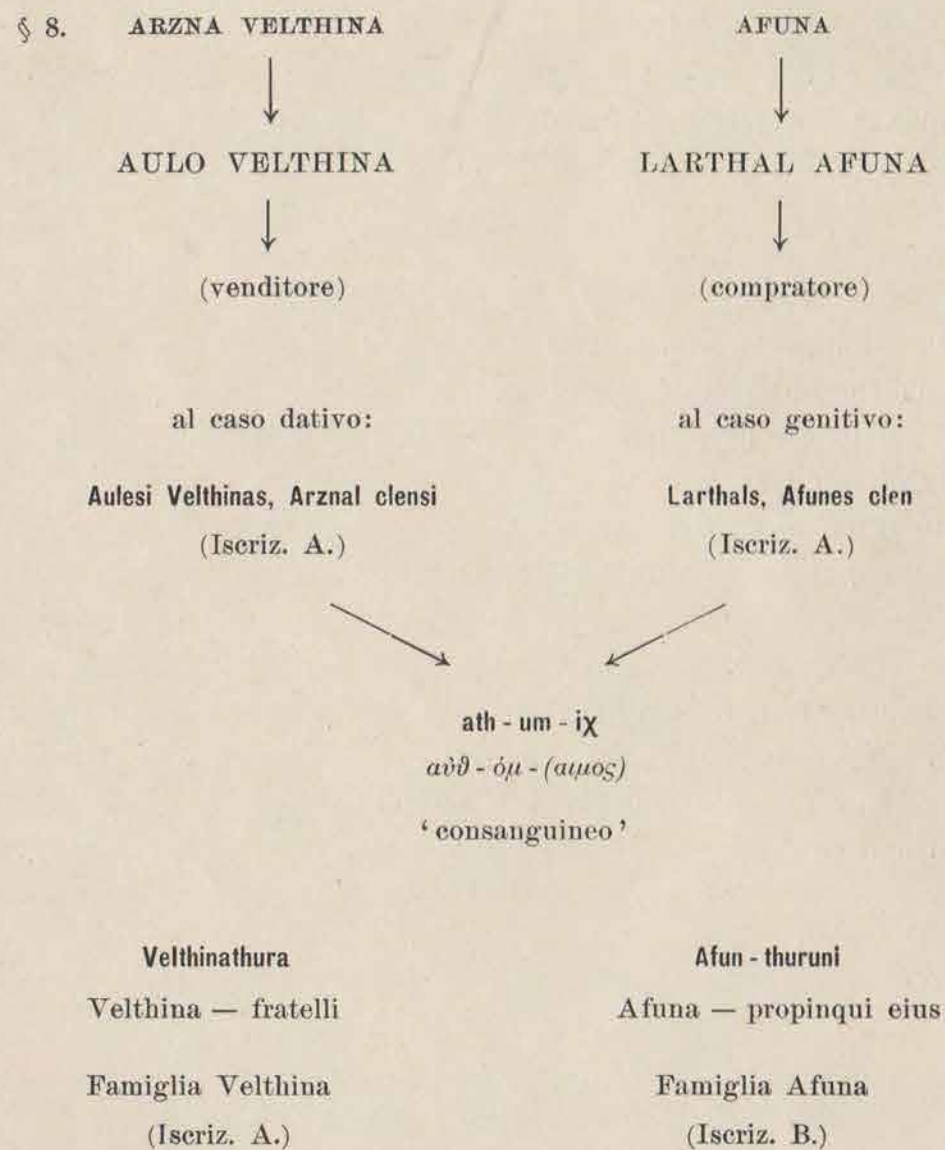 § 8. ARZNA VELTHINA AFUNA
AULO VELTHINA LARTHAL AFUNA
(venditore) (compratore)
al caso dativo: al caso genitivo:
Aulesi Velthinas, Arznal clensi Larthals, Afunes clen
(Iscriz. A.) (Iscriz. A.)
ath - um - iχ
αὐθ - όμ - (αιμος)
‘ consanguineo ’
Velthinathura Afun - thuruni
Velthina — fratelli Afuna — propinqui eius
Famiglia Velthina Famiglia Afuna
(Iscriz. A.) (Iscriz. B.)